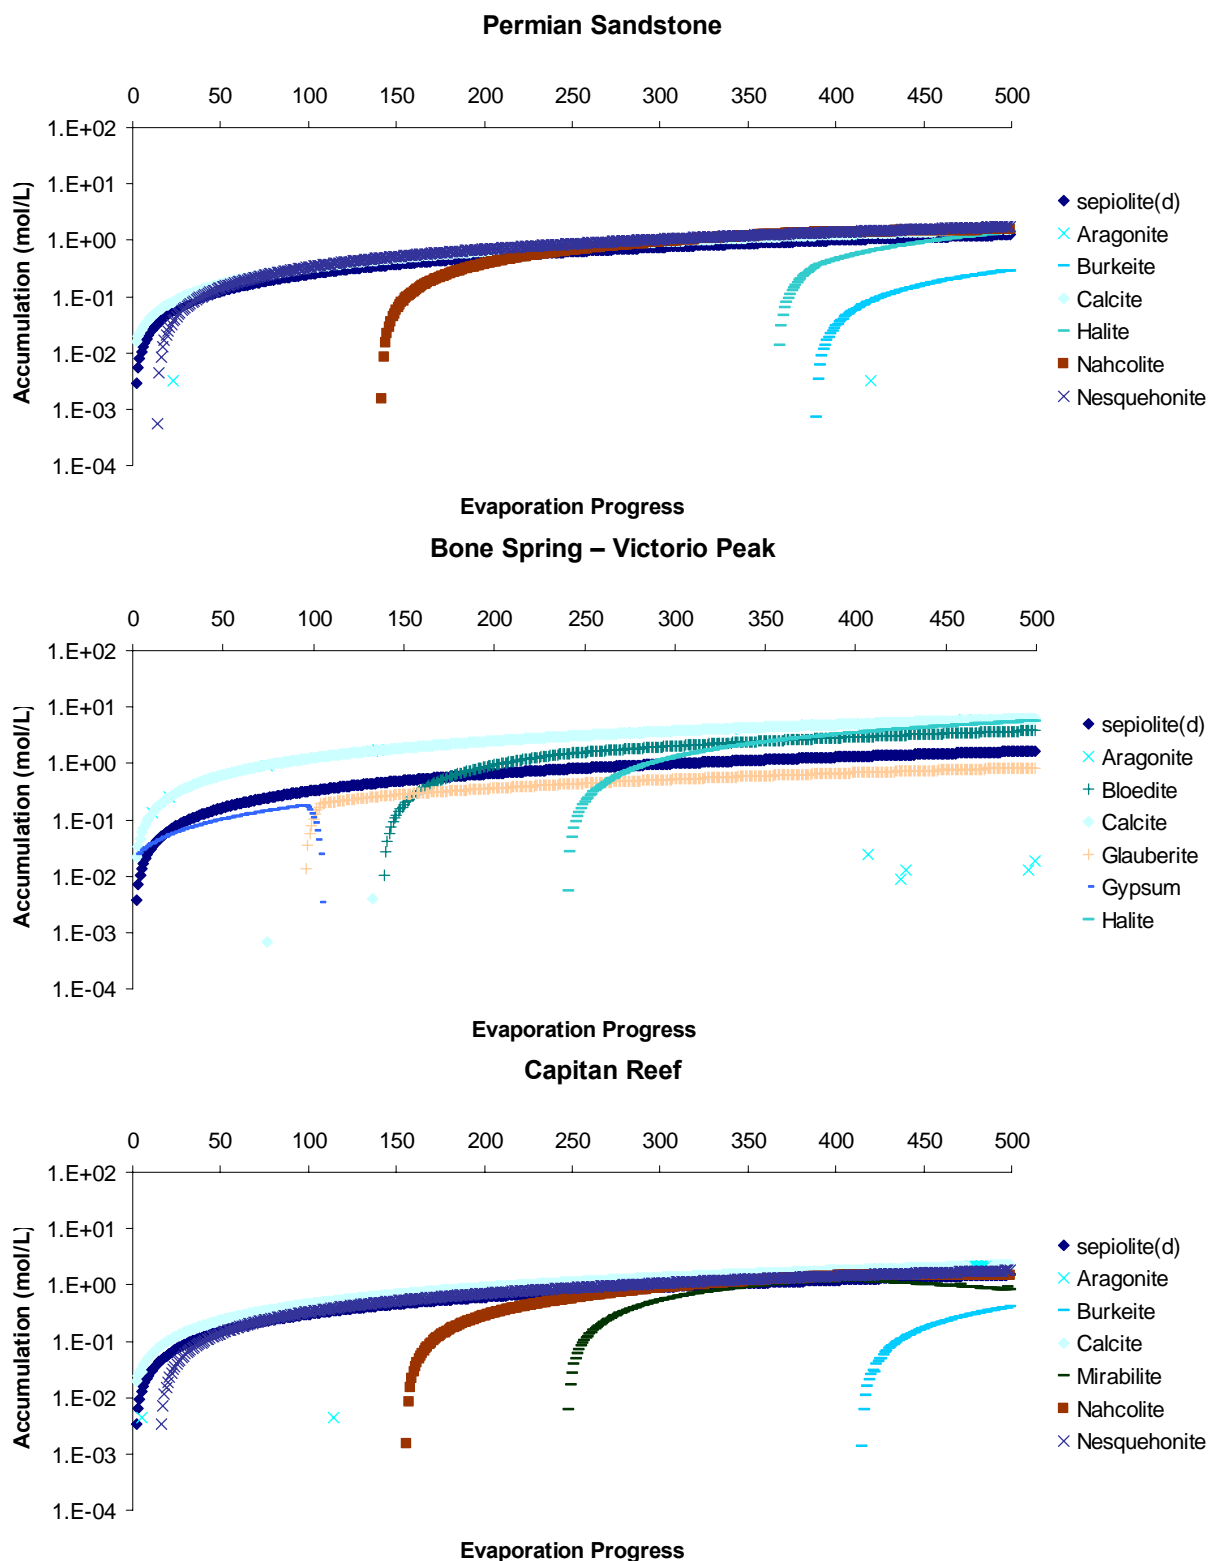 Permian Sandstone
0 50 100 150 200 250 300 350 400 450 500
1.E+02
1.E+01
1.E+00
1.E-01
1.E-02
1.E-03
1.E-04
Accumulation (mol/L)
sepiolite(d)
Aragonite
Burkeite
Calcite
Halite
Nahcolite
Nesquehonite
Evaporation Progress
Bone Spring – Victorio Peak
0 50 100 150 200 250 300 350 400 450 500
1.E+02
1.E+01
1.E+00
1.E-01
1.E-02
1.E-03
1.E-04
Accumulation (mol/L)
sepiolite(d)
Aragonite
Bloedite
Calcite
Glauberite
Gypsum
Halite
Evaporation Progress
Capitan Reef
0 50 100 150 200 250 300 350 400 450 500
1.E+02
1.E+01
1.E+00
1.E-01
1.E-02
1.E-03
1.E-04
Accumulation (mol/L)
sepiolite(d)
Aragonite
Burkeite
Calcite
Mirabilite
Nahcolite
Nesquehonite
Evaporation Progress